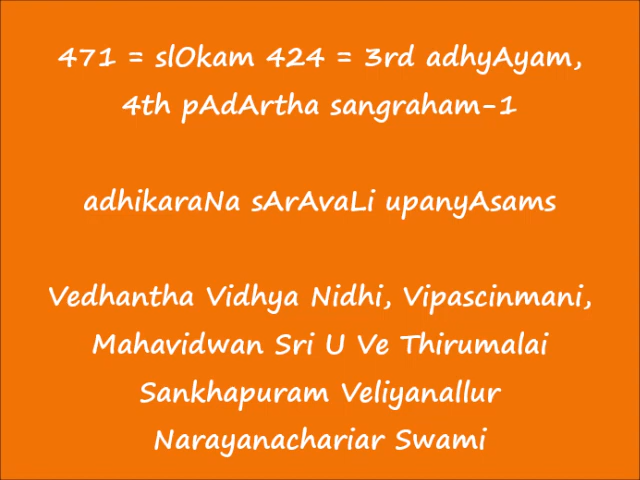 471 = slOkam 424 = 3rd adhyAyam,
4th pAdArtha sangraham-1
adhikaraNa sArAvaLi upanyAsams
Vedhantha Vidhya Nidhi, Vipascinmani,
Mahavidwan Sri U Ve Thirumalai
Sankhapuram Veliyanallur
Narayanachariar Swami